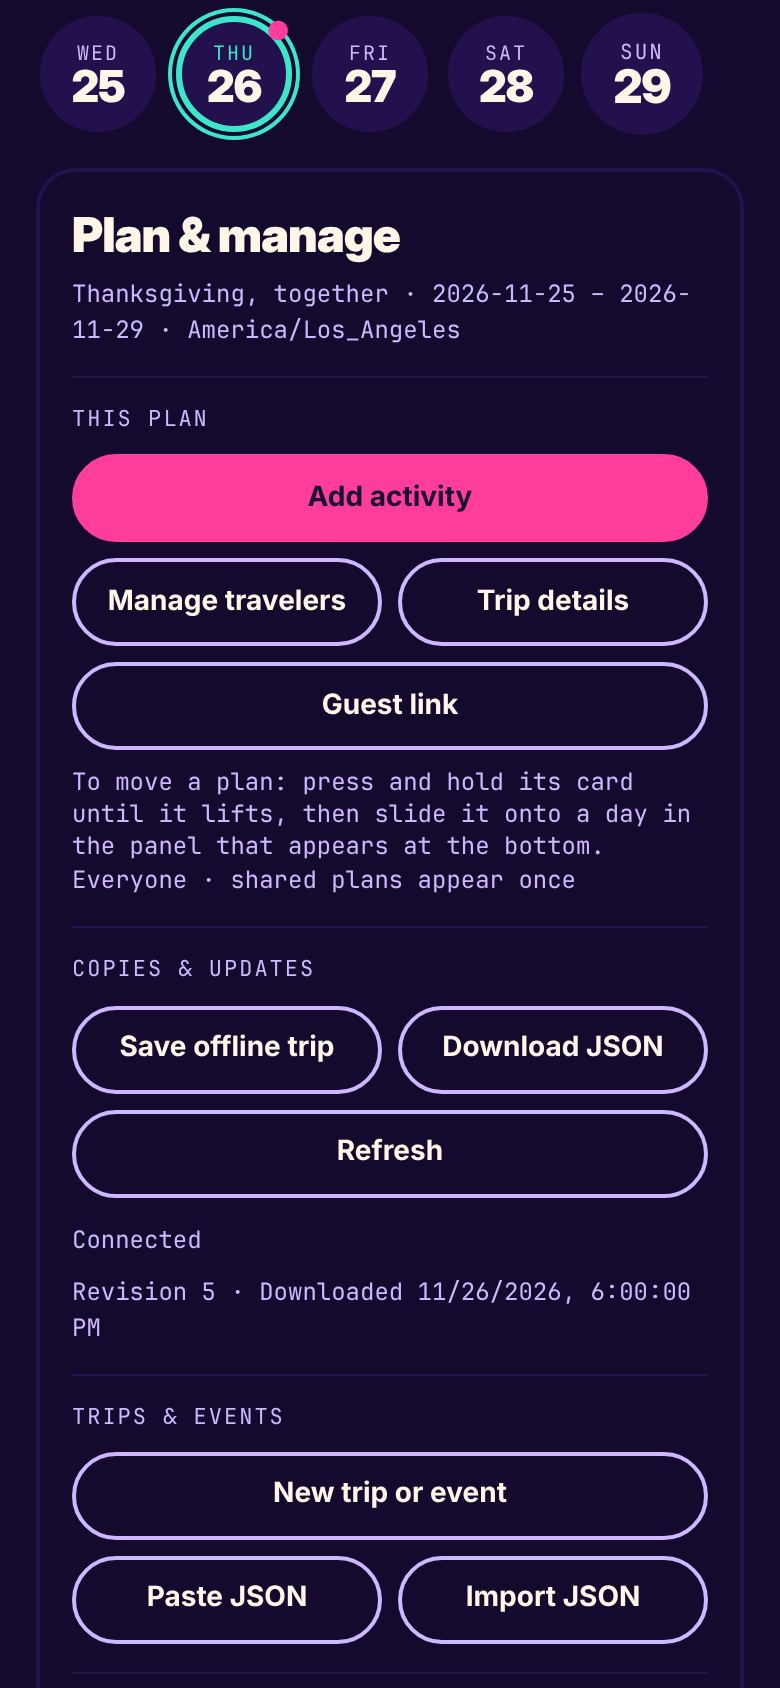 WED THU FRI SAT SUN
25 26 27 28 29
Plan & manage
Thanksgiving, together · 2026-11-25 – 2026-
11-29 · America/Los_Angeles
THIS PLAN
Add activity
Manage travelers Trip details
Guest link
To move a plan: press and hold its card
until it lifts, then slide it onto a day in
the panel that appears at the bottom.
Everyone · shared plans appear once
COPIES & UPDATES
Save offline trip Download JSON
Refresh
Connected
Revision 5 · Downloaded 11/26/2026, 6:00:00
PM
TRIPS & EVENTS
New trip or event
Paste JSON Import JSON